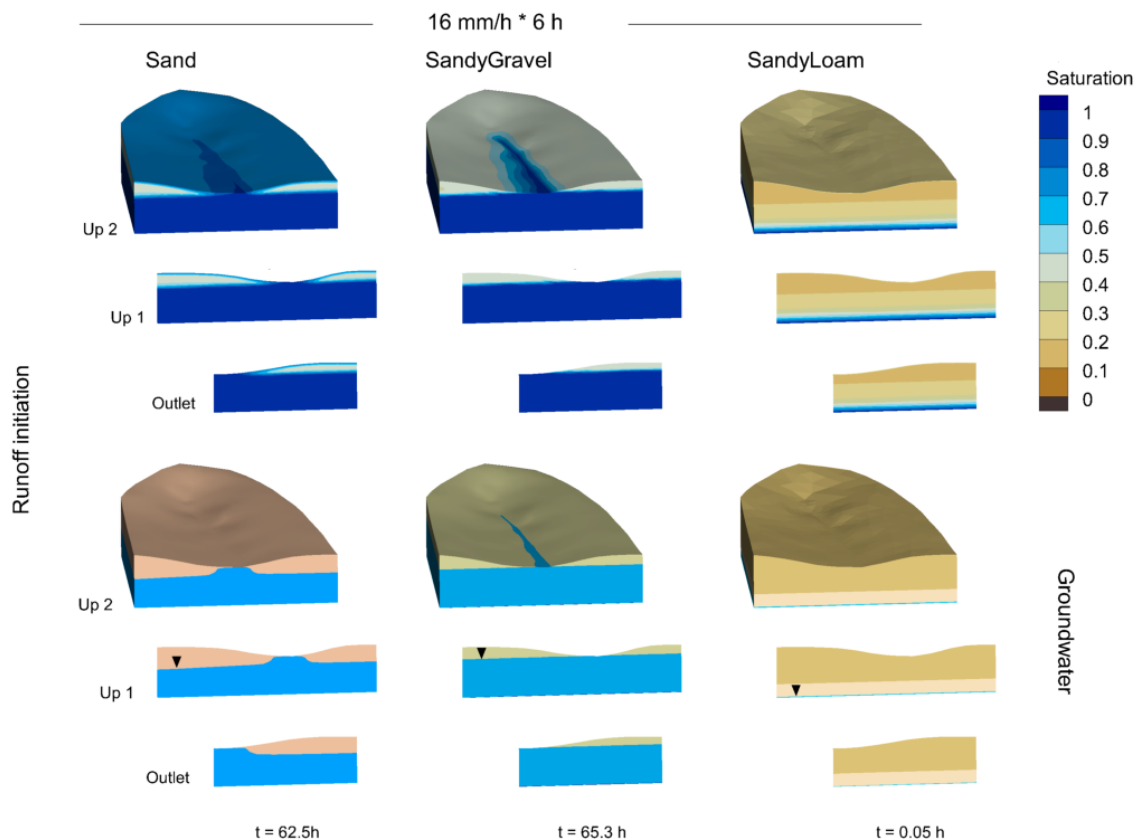 16 mm/h * 6 h
Sand
SandyGravel
SandyLoam
Saturation
1
0.9
0.8
0.7
0.6
0.5
0.4
0.3
0.2
0.1
0
Up 2
Up 1
Outlet
Runoff initiation
Up 2
Up 1
Outlet
Groundwater
t = 62.5h
t = 65.3 h
t = 0.05 h